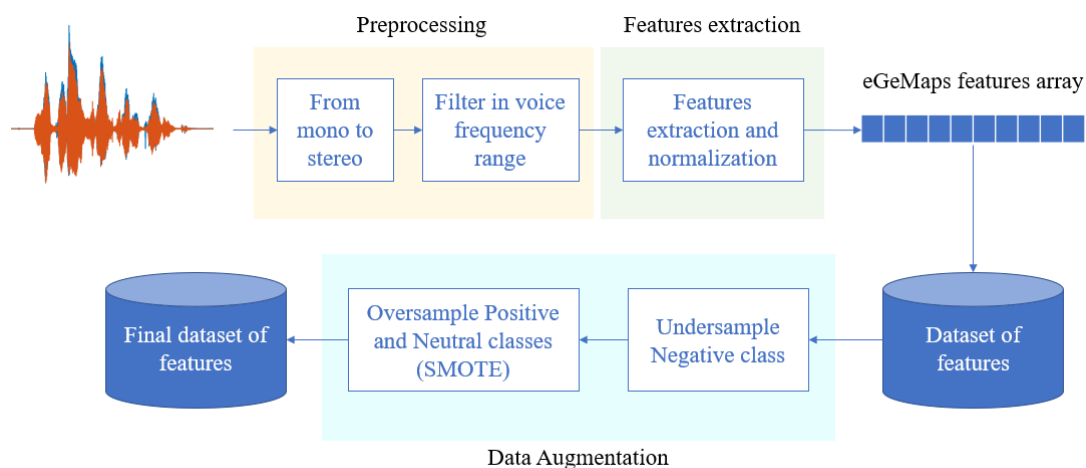 Preprocessing
Features extraction
From
mono to
stereo
Filter in voice
frequency
range
Features
extraction and
normalization
eGeMaps features array
Final dataset of
features
Oversample Positive
and Neutral classes
(SMOTE)
Undersample
Negative class
Dataset of
features
Data Augmentation